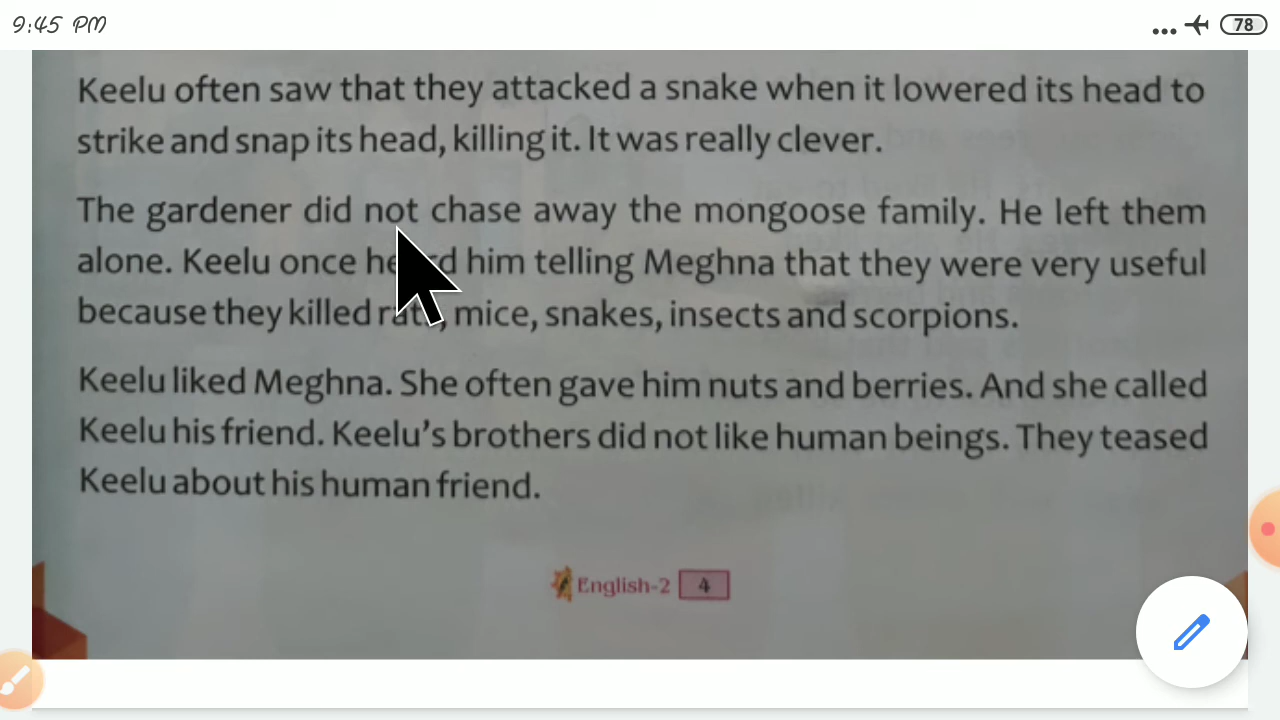 9:45 PM
78
Keelu often saw that they attacked a snake when it lowered its head to
strike and snap its head, killing it. It was really clever.
The gardener did not chase away the mongoose family. He left them
alone. Keelu once heard him telling Meghna that they were very useful
because they killed rats, mice, snakes, insects and scorpions.
Keelu liked Meghna. She often gave him nuts and berries. And she called
Keelu his friend. Keelu's brothers did not like human beings. They teased
Keelu about his human friend.
English-2 4